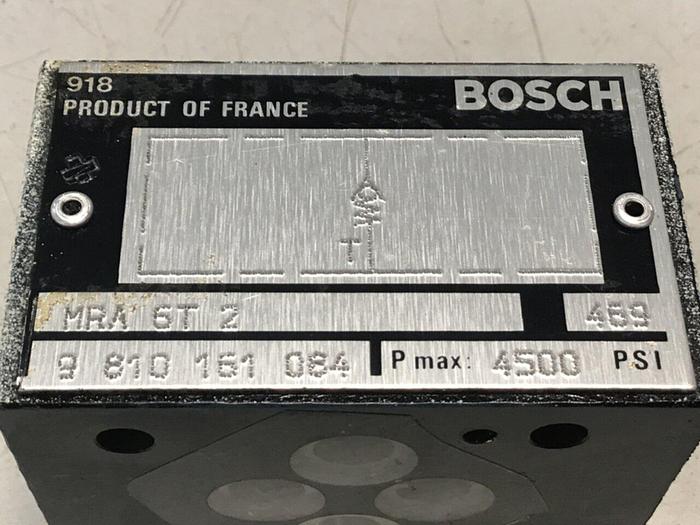 918
BOSCH
PRODUCT OF FRANCE
T
MRA 6T 2
469
9 810 161 084
P max: 4500 PSI